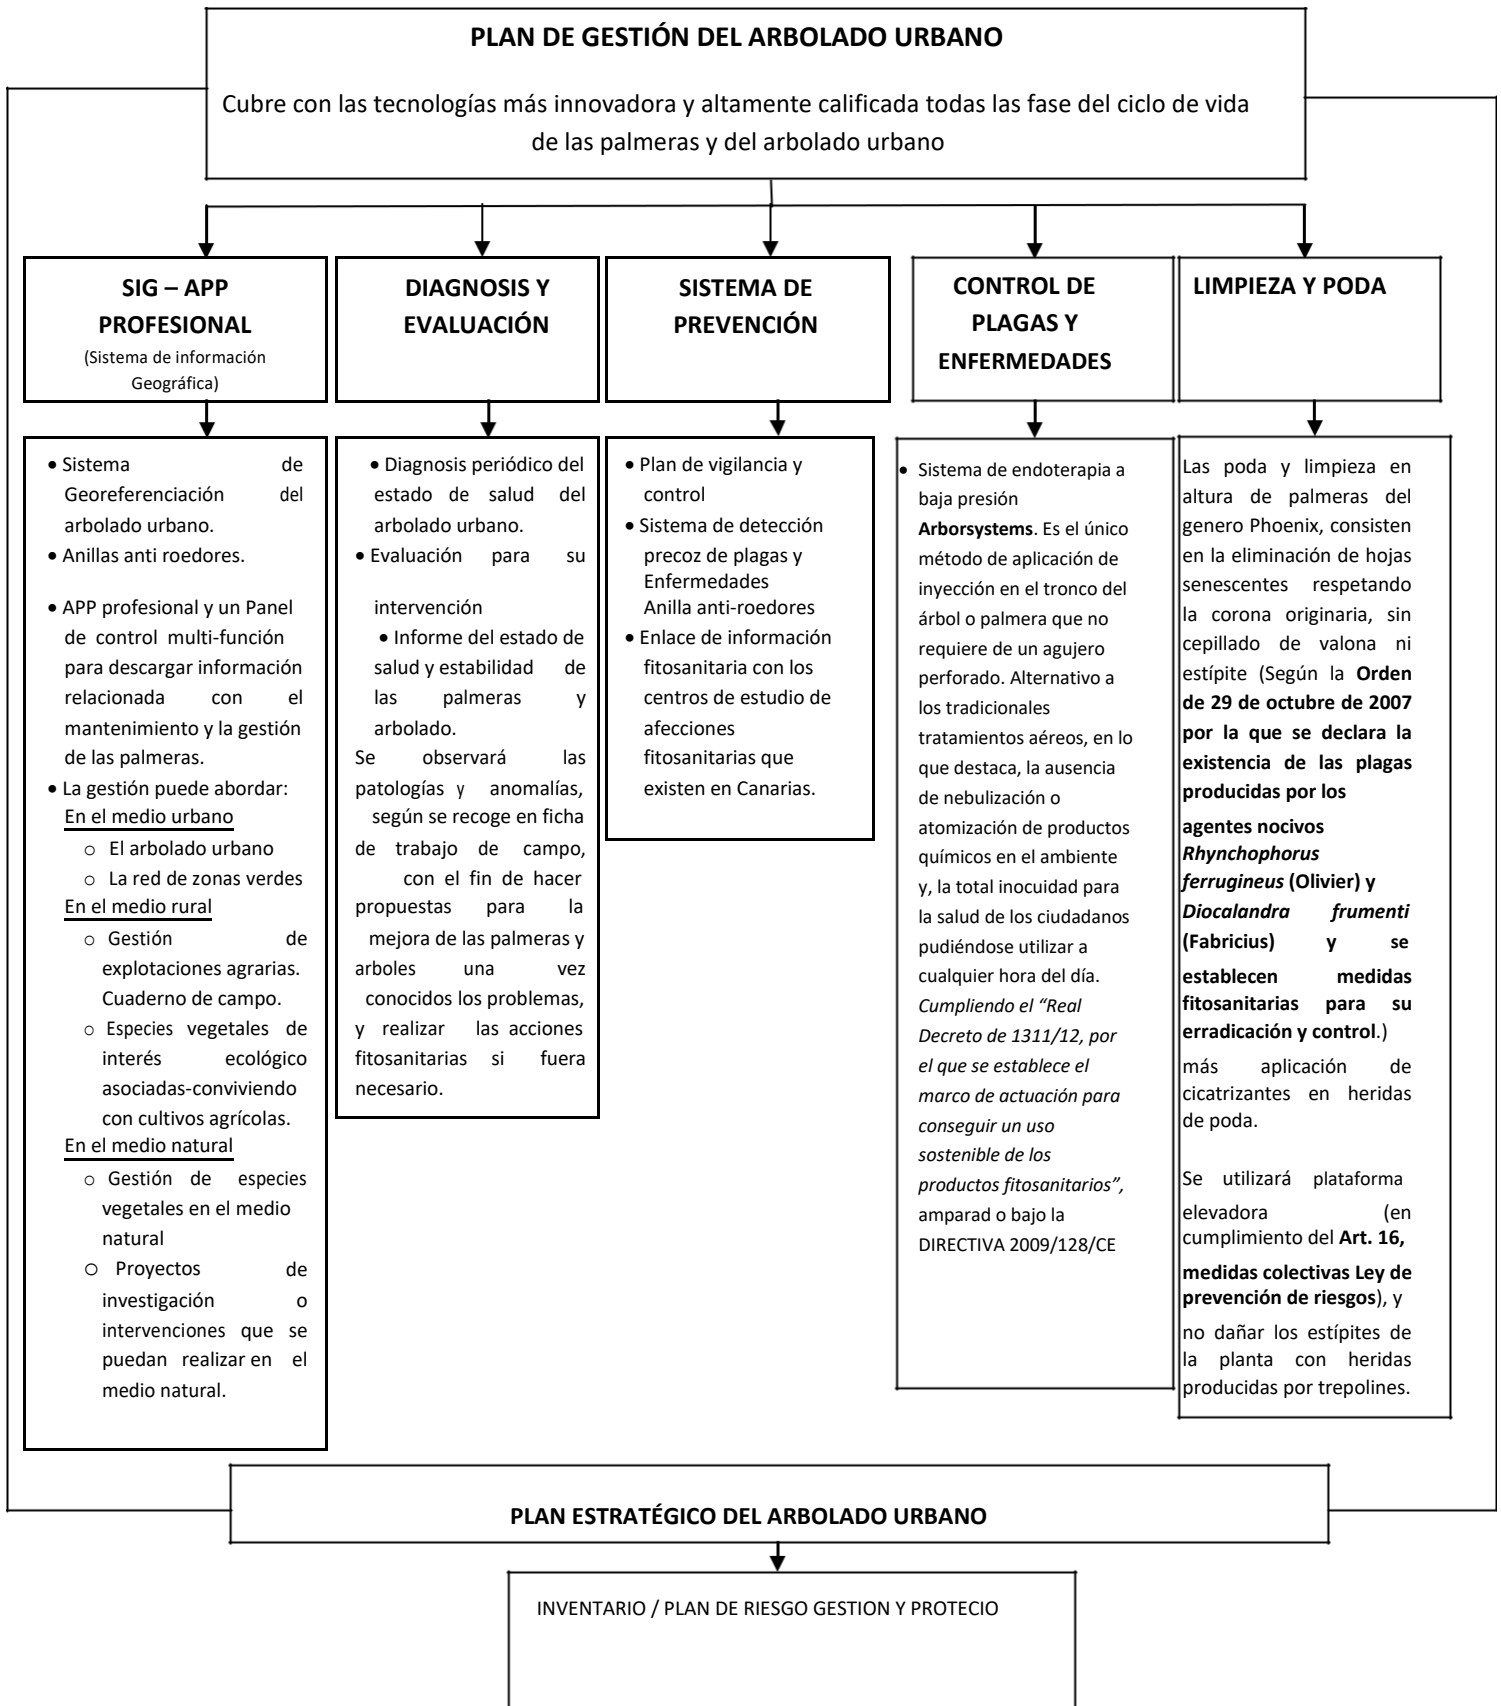 PLAN DE GESTIÓN DEL ARBOLADO URBANO
Cubre con las tecnologías más innovadora y altamente calificada todas las fase del ciclo de vida
de las palmeras y del arbolado urbano
SIG – APP
PROFESIONAL
(Sistema de información
Geográfica)
• Sistema de
Georeferenciación del
arbolado urbano.
• Anillas anti roedores.
• APP profesional y un Panel
de control multi-función
para descargar información
relacionada con el
mantenimiento y la gestión
de las palmeras.
• La gestión puede abordar:
En el medio urbano
o El arbolado urbano
o La red de zonas verdes
En el medio rural
o Gestión de
explotaciones agrarias.
Cuaderno de campo.
o Especies vegetales de
interés ecológico
asociadas-conviviendo
con cultivos agrícolas.
En el medio natural
o Gestión de especies
vegetales en el medio
natural
o Proyectos de
investigación o
intervenciones que se
puedan realizar en el
medio natural.
DIAGNOSIS Y
EVALUACIÓN
• Diagnosis periódico del
estado de salud del
arbolado urbano.
• Evaluación para su
intervención
• Informe del estado de
salud y estabilidad de
las palmeras y
arbolado.
Se observará las
patologías y anomalías,
según se recoge en ficha
de trabajo de campo,
con el fin de hacer
propuestas para la
mejora de las palmeras y
arboles una vez
conocidos los problemas,
y realizar las acciones
fitosanitarias si fuera
necesario.
SISTEMA DE
PREVENCIÓN
• Plan de vigilancia y
control
• Sistema de detección
precoz de plagas y
Enfermedades
Anilla anti-roedores
• Enlace de información
fitosanitaria con los
centros de estudio de
afecciones
fitosanitarias que
existen en Canarias.
CONTROL DE
PLAGAS Y
ENFERMEDADES
• Sistema de endoterapia a
baja presión
Arborsystems. Es el único
método de aplicación de
inyección en el tronco del
árbol o palmera que no
requiere de un agujero
perforado. Alternativo a
los tradicionales
tratamientos aéreos, en lo
que destaca, la ausencia
de nebulización o
atomización de productos
químicos en el ambiente
y, la total inocuidad para
la salud de los ciudadanos
pudiéndose utilizar a
cualquier hora del día.
Cumpliendo el “Real
Decreto de 1311/12, por
el que se establece el
marco de actuación para
conseguir un uso
sostenible de los
productos fitosanitarios”,
amparad o bajo la
DIRECTIVA 2009/128/CE
LIMPIEZA Y PODA
Las poda y limpieza en
altura de palmeras del
genero Phoenix, consisten
en la eliminación de hojas
senescentes respetando
la corona originaria, sin
cepillado de valona ni
estípite (Según la Orden
de 29 de octubre de 2007
por la que se declara la
existencia de las plagas
producidas por los
agentes nocivos
Rhynchophorus
ferrugineus (Olivier) y
Diocalandra frumenti
(Fabricius) y se
establecen medidas
fitosanitarias para su
erradicación y control.)
más aplicación de
cicatrizantes en heridas
de poda.
Se utilizará plataforma
elevadora (en
cumplimiento del Art. 16,
medidas colectivas Ley de
prevención de riesgos), y
no dañar los estípites de
la planta con heridas
producidas por trepolines.
PLAN ESTRATÉGICO DEL ARBOLADO URBANO
INVENTARIO / PLAN DE RIESGO GESTION Y PROTECIO